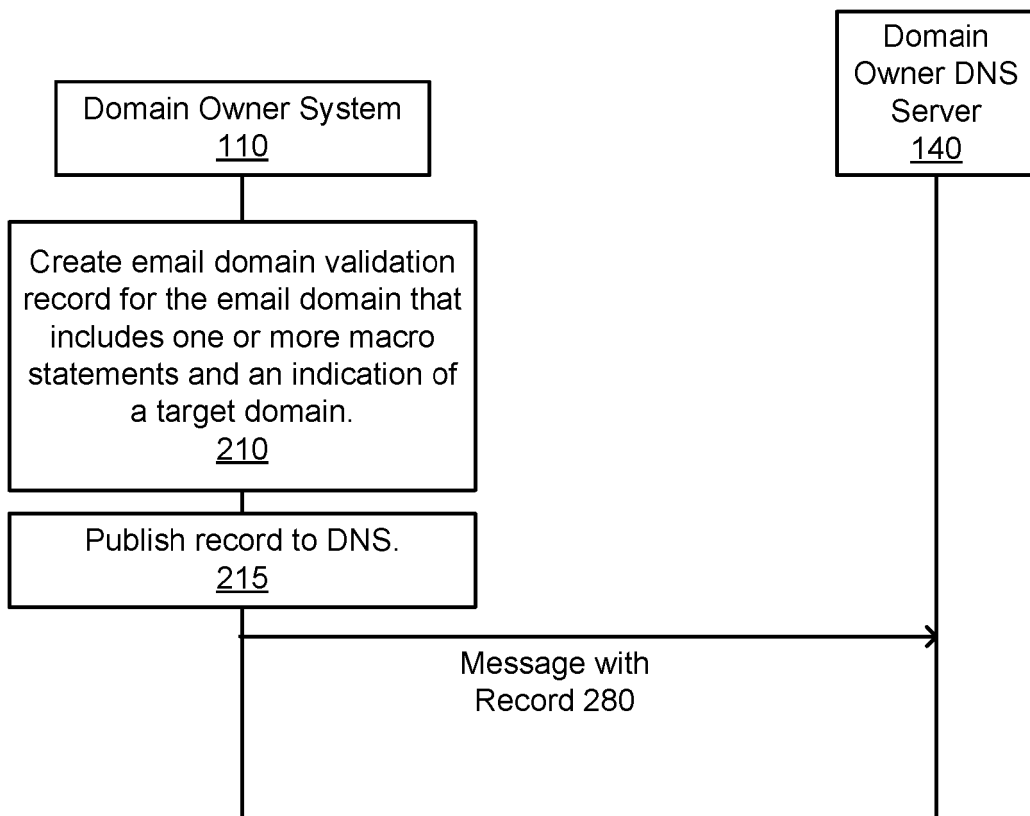 Domain
Owner DNS
Server
140
Domain Owner System
110
Create email domain validation
record for the email domain that
includes one or more macro
statements and an indication of
a target domain.
210
Publish record to DNS.
215
Message with
Record 280